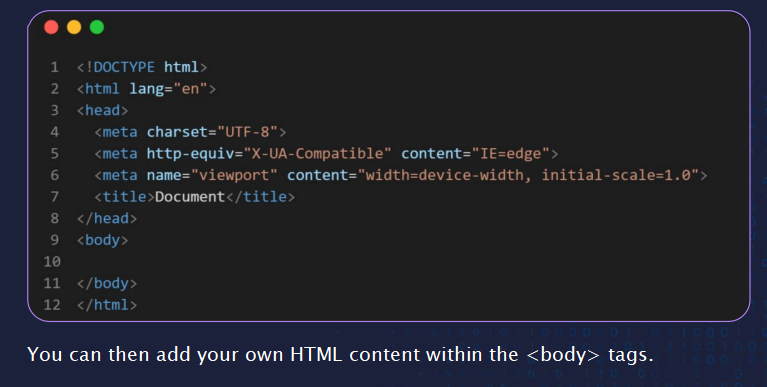 1 <!DOCTYPE html>
2 <html lang="en">
3 <head>
4   <meta charset="UTF-8">
5   <meta http-equiv="X-UA-Compatible" content="IE=edge">
6   <meta name="viewport" content="width=device-width, initial-scale=1.0">
7   <title>Document</title>
8 </head>
9 <body>
10
11 </body>
12 </html>
You can then add your own HTML content within the <body> tags.